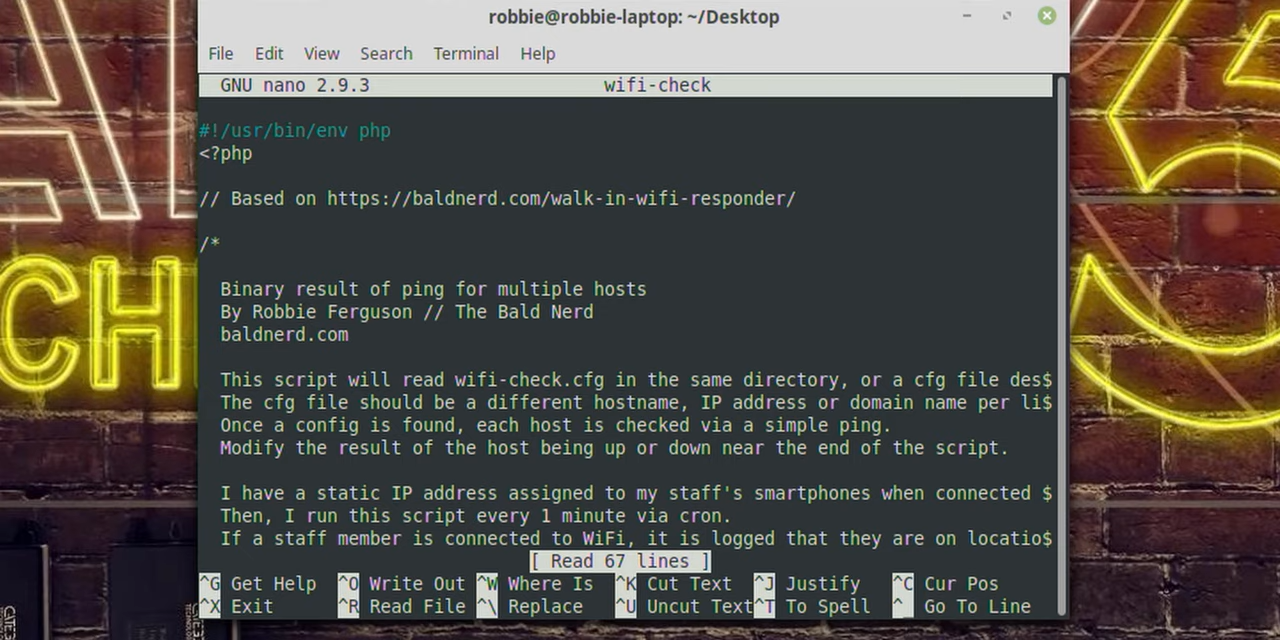 robbie@robbie-laptop: ~/Desktop
File Edit View Search Terminal Help
GNU nano 2.9.3 wifi-check
#!/usr/bin/env php
<?php
// Based on https://baldnerd.com/walk-in-wifi-responder/
/*
Binary result of ping for multiple hosts
By Robbie Ferguson // The Bald Nerd
baldnerd.com
This script will read wifi-check.cfg in the same directory, or a cfg file des$
The cfg file should be a different hostname, IP address or domain name per li$
Once a config is found, each host is checked via a simple ping.
Modify the result of the host being up or down near the end of the script.
I have a static IP address assigned to my staff's smartphones when connected $
Then, I run this script every 1 minute via cron.
If a staff member is connected to WiFi, it is logged that they are on locatio$
[ Read 67 lines ]
^G Get Help ^O Write Out ^W Where Is ^K Cut Text ^J Justify ^C Cur Pos
^X Exit ^R Read File ^\ Replace ^U Uncut Text ^T To Spell ^_ Go To Line
CH